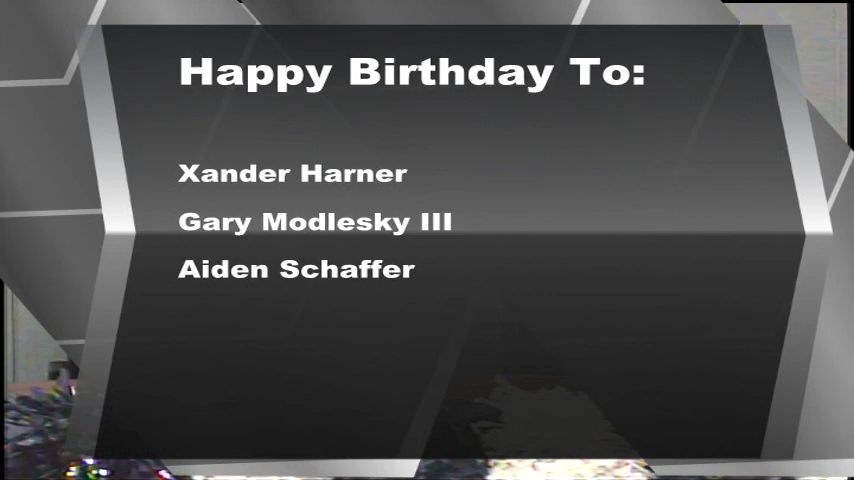 Happy Birthday To:
Xander Harner
Gary Modlesky III
Aiden Schaffer